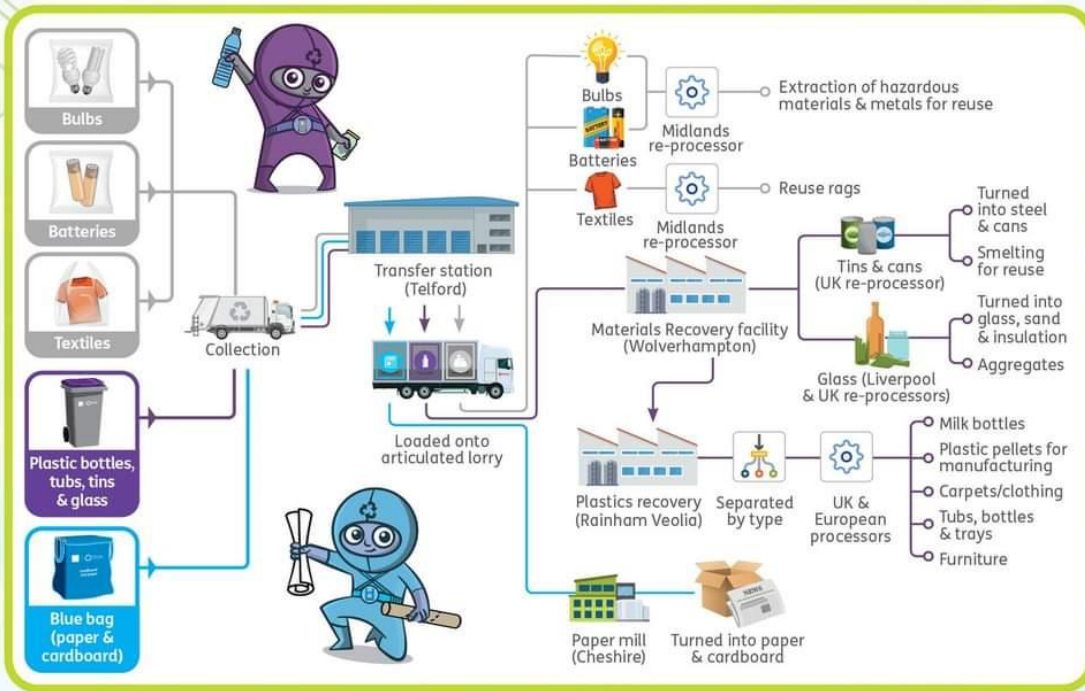 Bulbs
Batteries
Textiles
Plastic bottles,
tubs, tins
& glass
Blue bag
(paper &
cardboard)
Collection
Transfer station
(Telford)
Loaded onto
articulated lorry
Bulbs
BATTERY
Batteries
Textiles
Midlands
re-processor
Extraction of hazardous
materials & metals for reuse
Midlands
re-processor
Reuse rags
Materials Recovery facility
(Wolverhampton)
Tins & cans
(UK re-processor)
Turned
into steel
& cans
Smelting
for reuse
Glass (Liverpool
& UK re-processors)
Turned into
glass, sand
& insulation
Aggregates
Plastics recovery
(Rainham Veolia)
Separated
by type
UK &
European
processors
Milk bottles
Plastic pellets for
manufacturing
Carpets/clothing
Tubs, bottles
& trays
Furniture
Paper mill
(Cheshire)
NEWS
Turned into paper
& cardboard